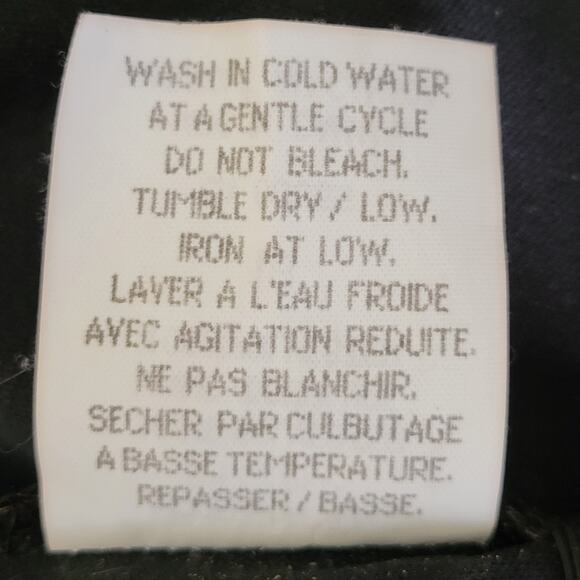 WASH IN COLD WATER
AT A GENTLE CYCLE
DO NOT BLEACH.
TUMBLE DRY / LOW.
IRON AT LOW.
LAVER A L'EAU FROIDE
AVEC AGITATION REDUITE.
NE PAS BLANCHIR.
SECHER PAR CULBUTAGE
A BASSE TEMPERATURE.
REPASSER / BASSE.